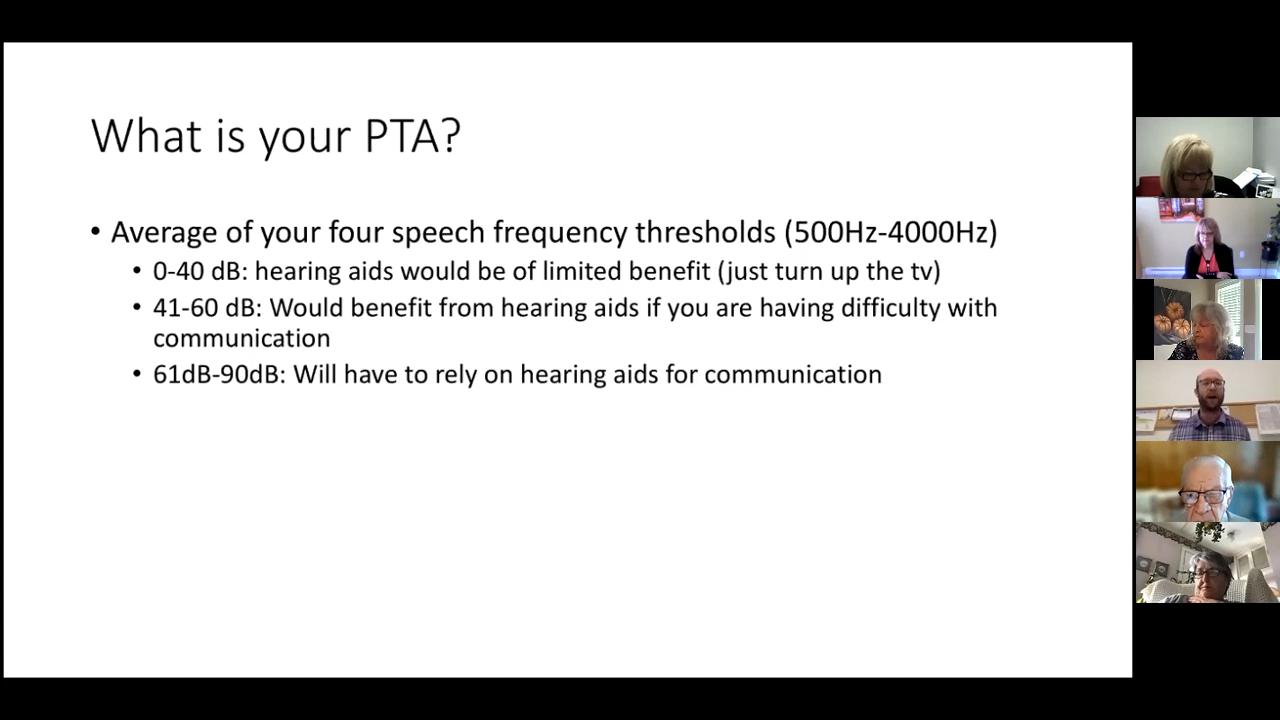 What is your PTA?
• Average of your four speech frequency thresholds (500Hz-4000Hz)
• 0-40 dB: hearing aids would be of limited benefit (just turn up the tv)
• 41-60 dB: Would benefit from hearing aids if you are having difficulty with
communication
• 61dB-90dB: Will have to rely on hearing aids for communication